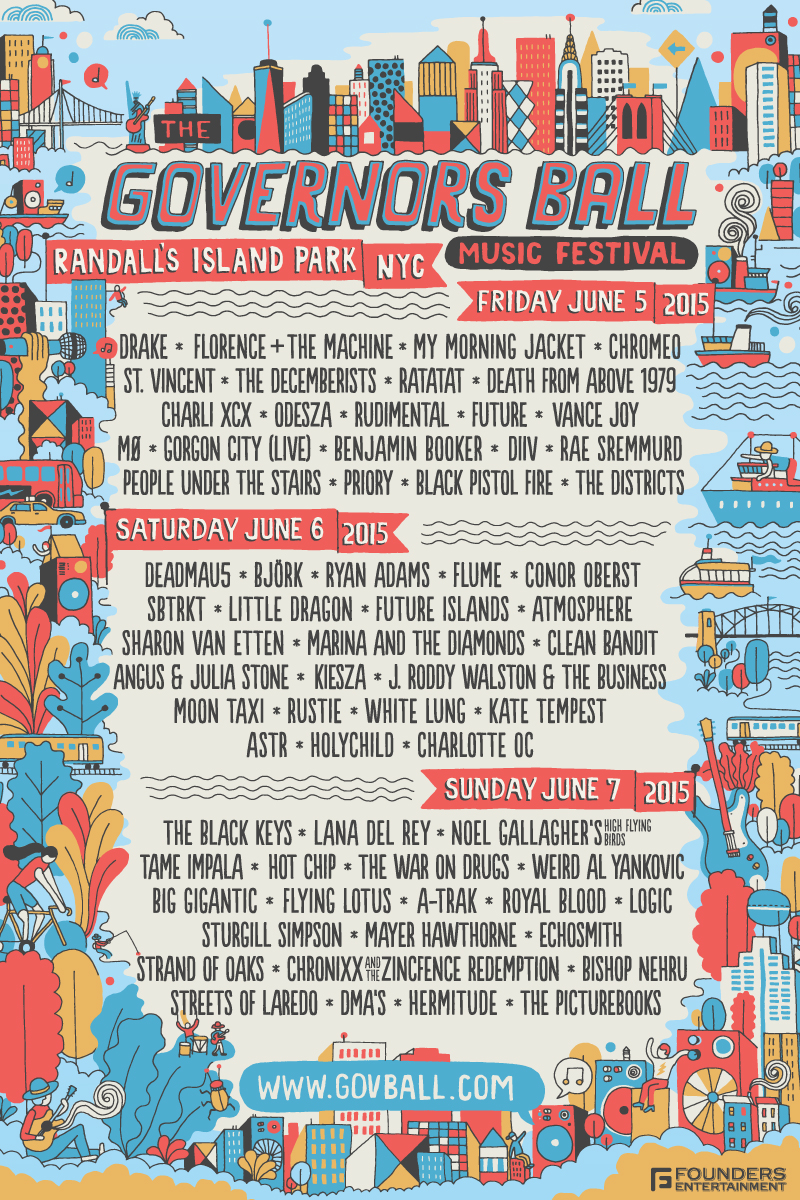 THE
GOVERNORS BALL
MUSIC FESTIVAL
RANDALL'S ISLAND PARK NYC
FRIDAY JUNE 5 2015
DRAKE * FLORENCE + THE MACHINE * MY MORNING JACKET * CHROMEO
ST. VINCENT * THE DECEMBERISTS * RATATAT * DEATH FROM ABOVE 1979
CHARLI XCX * ODESZA * RUDIMENTAL * FUTURE * VANCE JOY
MØ * GORGON CITY (LIVE) * BENJAMIN BOOKER * DIIV * RAE SREMMURD
PEOPLE UNDER THE STAIRS * PRIORY * BLACK PISTOL FIRE * THE DISTRICTS
SATURDAY JUNE 6 2015
DEADMAU5 * BJÖRK * RYAN ADAMS * FLUME * CONOR OBERST
SBTRKT * LITTLE DRAGON * FUTURE ISLANDS * ATMOSPHERE
SHARON VAN ETTEN * MARINA AND THE DIAMONDS * CLEAN BANDIT
ANGUS & JULIA STONE * KIESZA * J. RODDY WALSTON & THE BUSINESS
MOON TAXI * RUSTIE * WHITE LUNG * KATE TEMPEST
ASTR * HOLYCHILD * CHARLOTTE OC
SUNDAY JUNE 7 2015
THE BLACK KEYS * LANA DEL REY * NOEL GALLAGHER'S HIGH FLYING BIRDS
TAME IMPALA * HOT CHIP * THE WAR ON DRUGS * WEIRD AL YANKOVIC
BIG GIGANTIC * FLYING LOTUS * A-TRAK * ROYAL BLOOD * LOGIC
STURGILL SIMPSON * MAYER HAWTHORNE * ECHOSMITH
STRAND OF OAKS * CHRONIXX AND THE ZINCFENCE REDEMPTION * BISHOP NEHRU
STREETS OF LAREDO * DMA'S * HERMITUDE * THE PICTUREBOOKS
WWW.GOVBALL.COM
FOUNDERS
ENTERTAINMENT